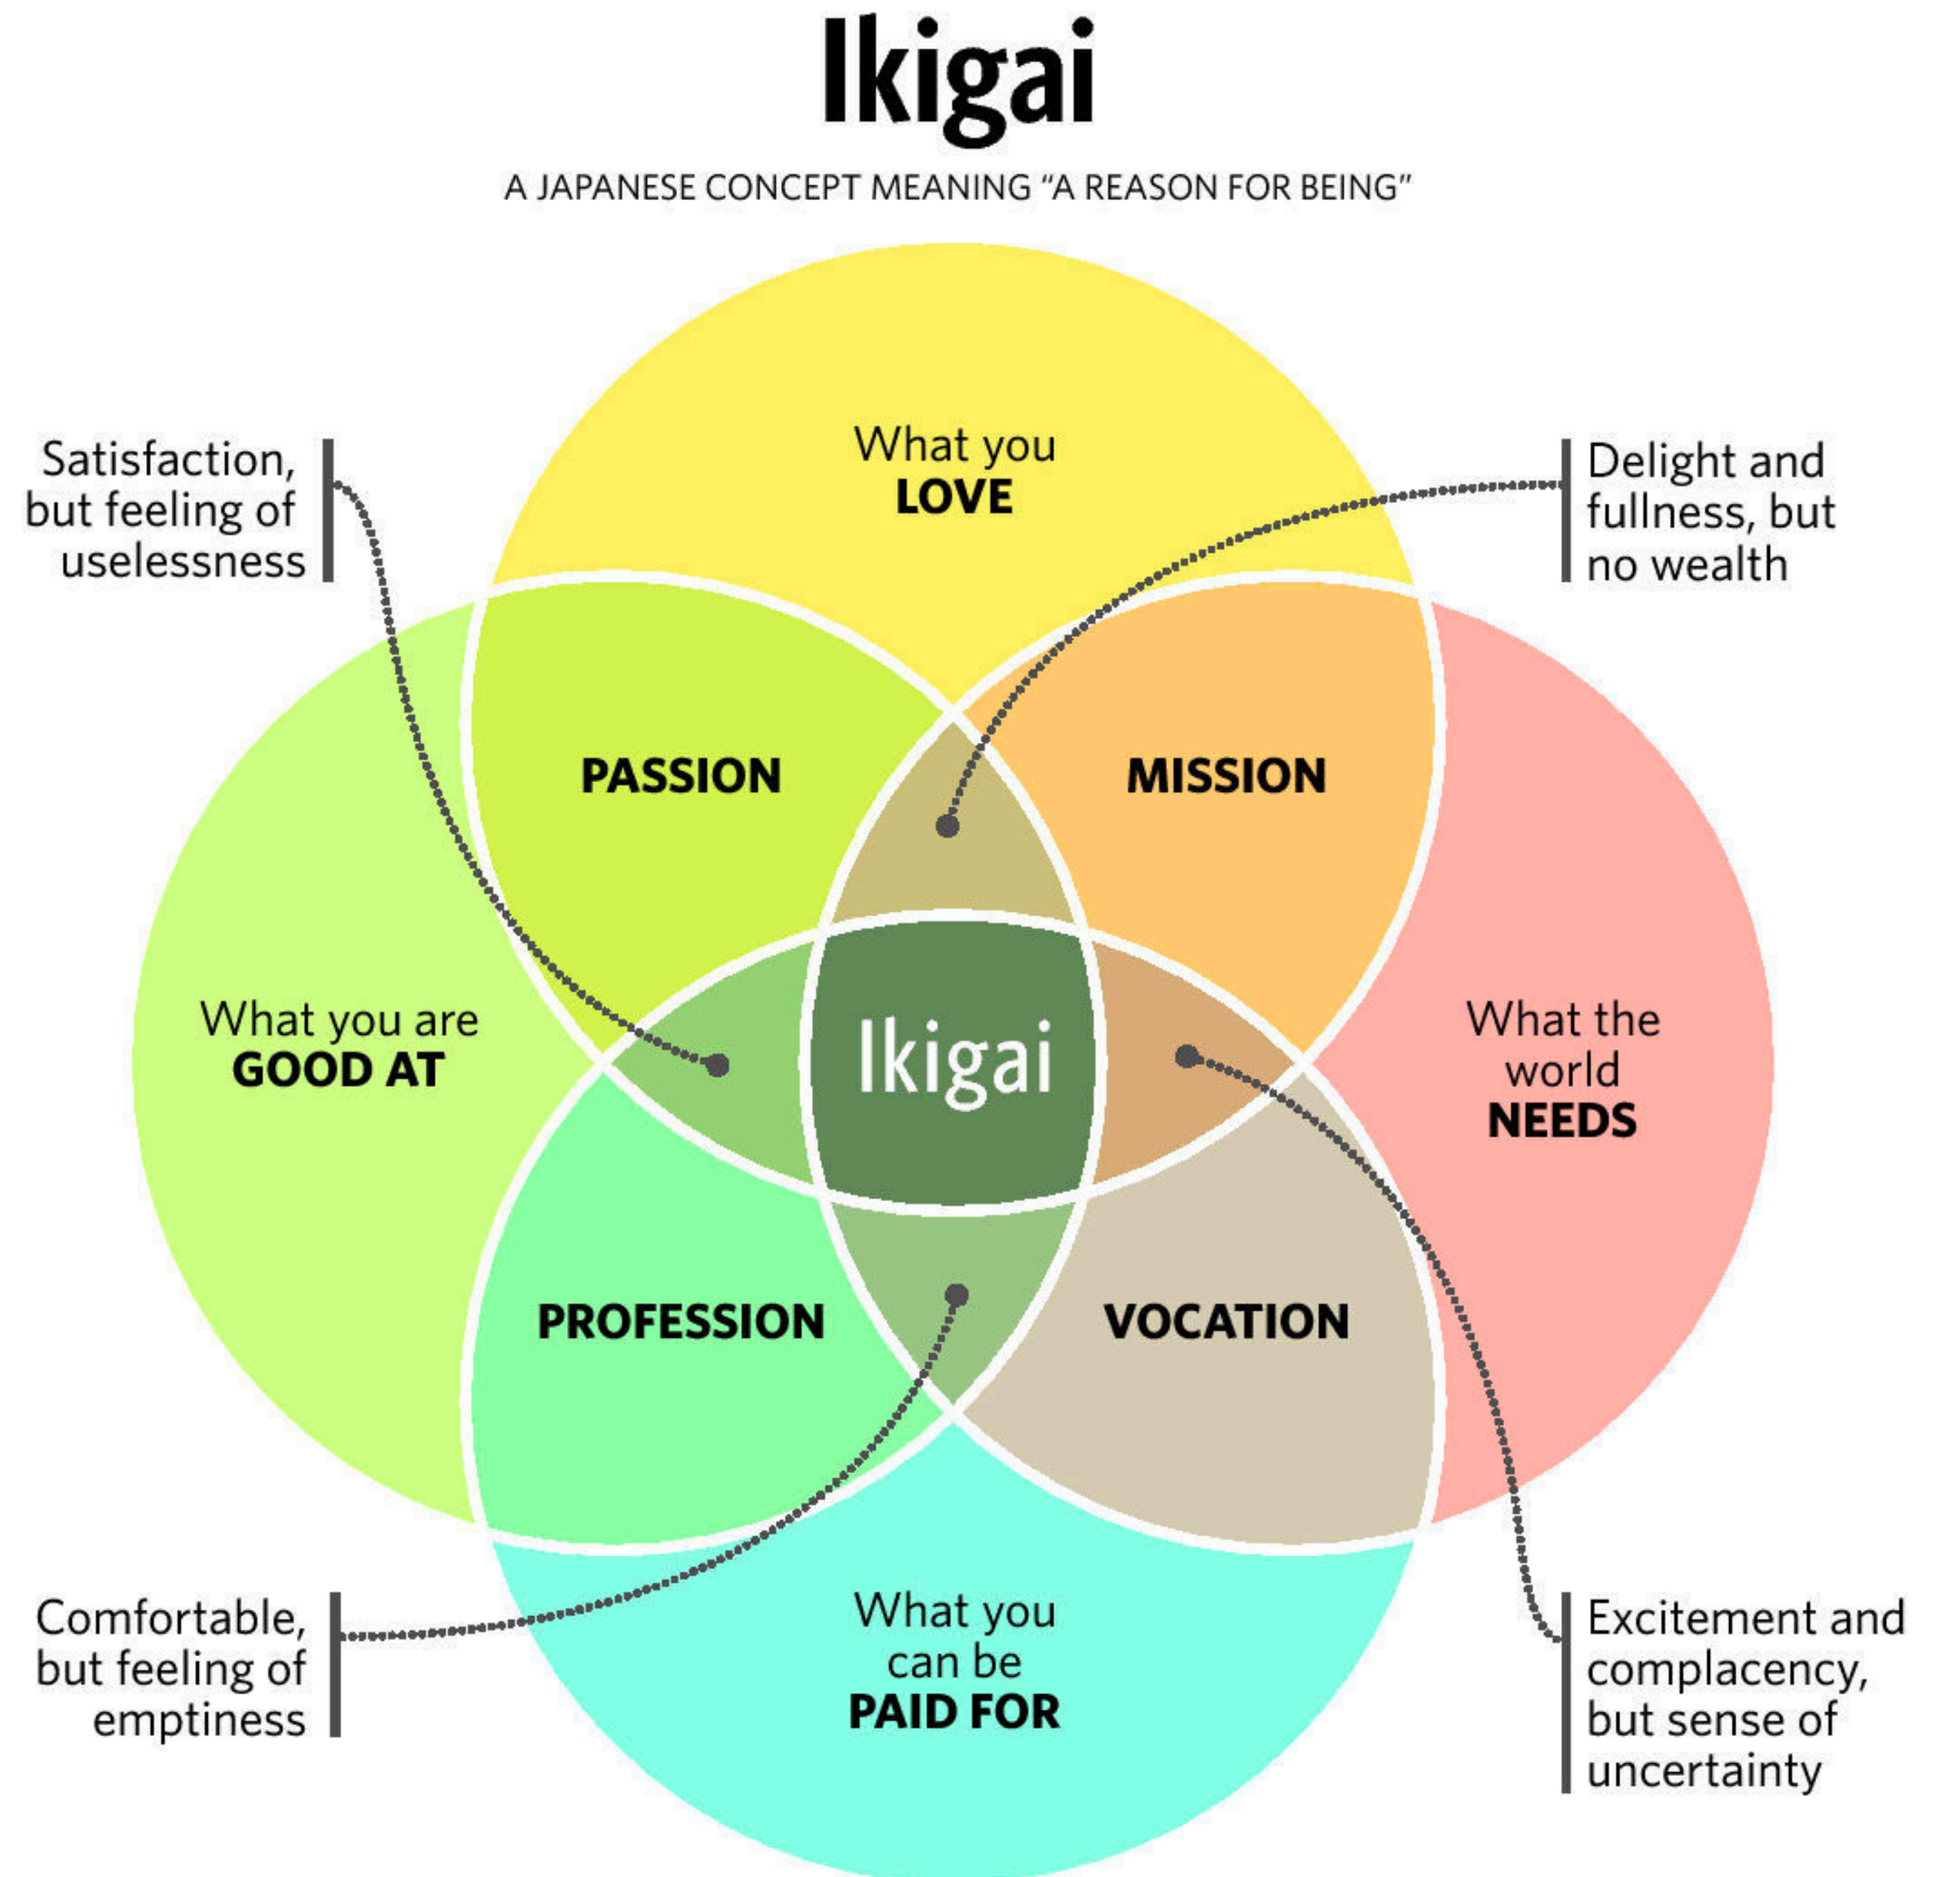 Ikigai
A JAPANESE CONCEPT MEANING “A REASON FOR BEING”
What you
LOVE
Satisfaction,
but feeling of
uselessness
Delight and
fullness, but
no wealth
PASSION
MISSION
What you are
GOOD AT
Ikigai
What the
world
NEEDS
PROFESSION
VOCATION
What you
can be
PAID FOR
Comfortable,
but feeling of
emptiness
Excitement and
complacency,
but sense of
uncertainty